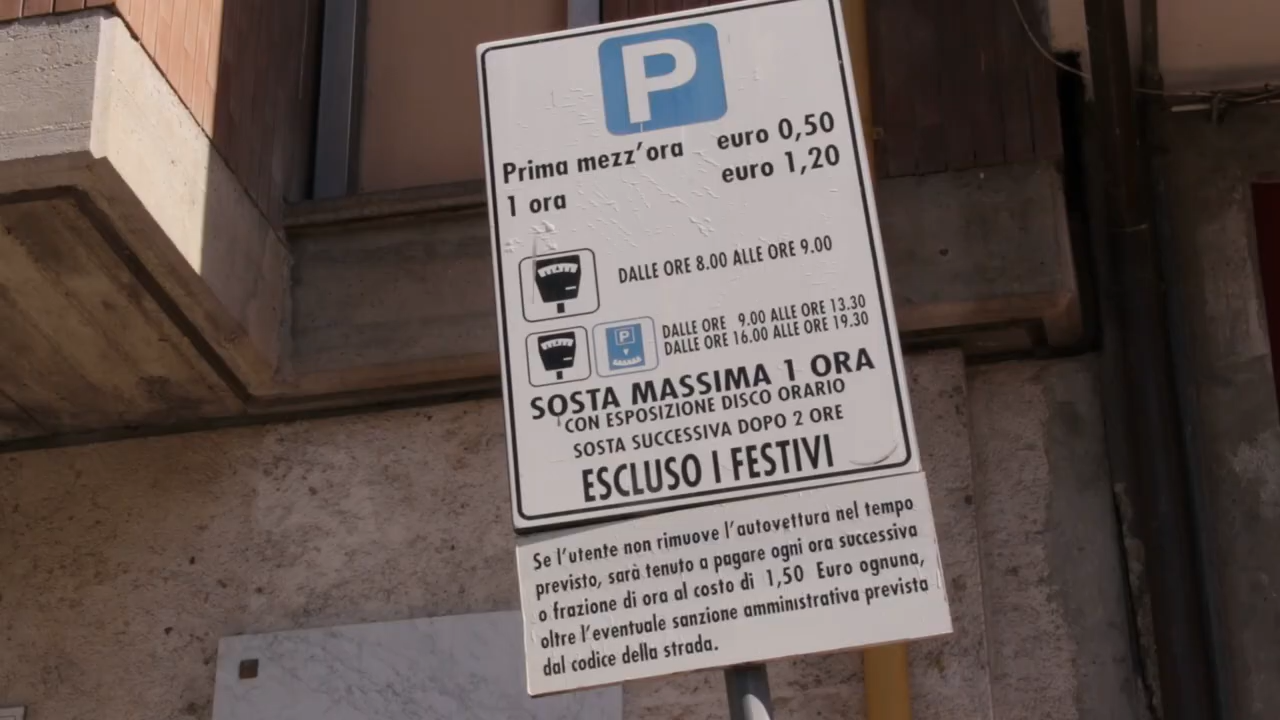 P
Prima mezz'ora euro 0,50
1 ora euro 1,20
DALLE ORE 8.00 ALLE ORE 9.00
P
DALLE ORE 9.00 ALLE ORE 13.30
DALLE ORE 16.00 ALLE ORE 19.30
SOSTA MASSIMA 1 ORA
CON ESPOSIZIONE DISCO ORARIO
SOSTA SUCCESSIVA DOPO 2 ORE
ESCLUSO I FESTIVI
Se l'utente non rimuove l'autovettura nel tempo
previsto, sarà tenuto a pagare ogni ora successiva
o frazione di ora al costo di 1,50 Euro ognuna,
oltre l'eventuale sanzione amministrativa prevista
dal codice della strada.